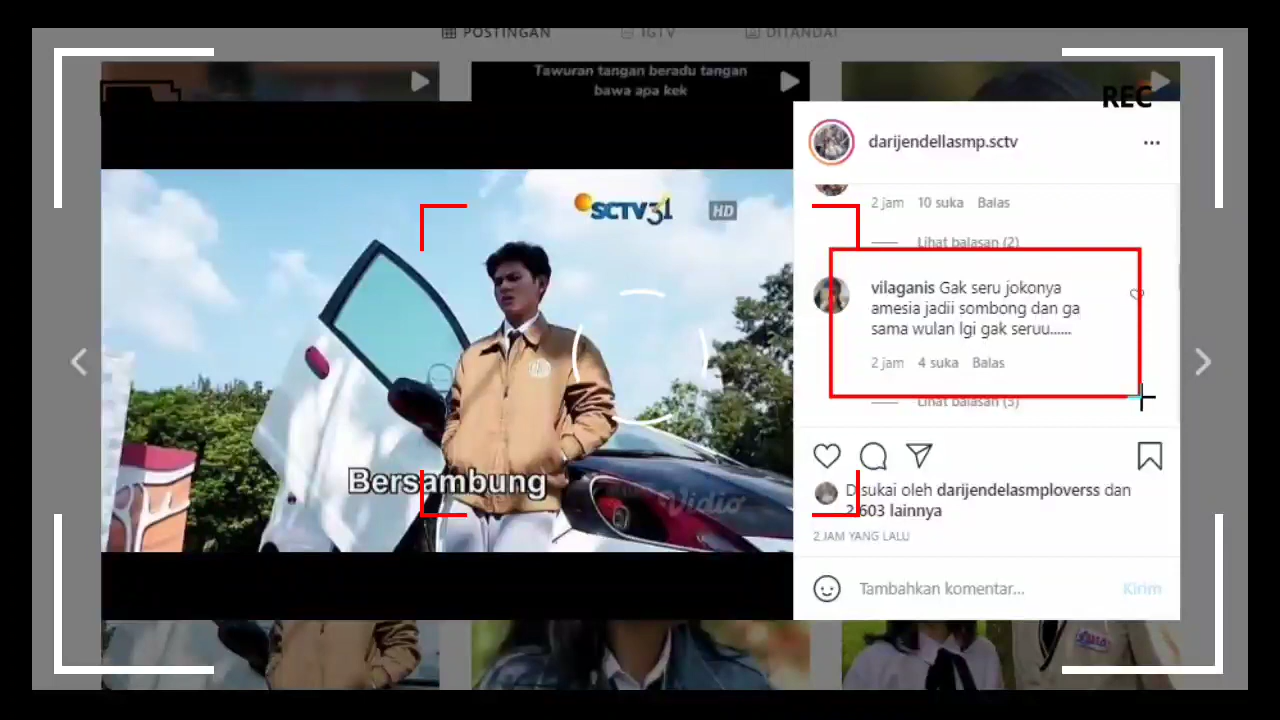 POSTINGAN
IGTV
DITANDAI
Tawuran tangan beradu tangan
bawa apa kek
REC
darijendellasmp.sctv
SCTV 31
HD
2 jam 10 suka Balas
Lihat balasan (2)
vilaganis Gak seru jokonya
amesia jadii sombong dan ga
sama wulan lgi gak seruu......
2 jam 4 suka Balas
Lihat balasan (3)
Bersambung
Vidio
Disukai oleh darijendelasmploverss dan
2.603 lainnya
2 JAM YANG LALU
Tambahkan komentar...
Kirim